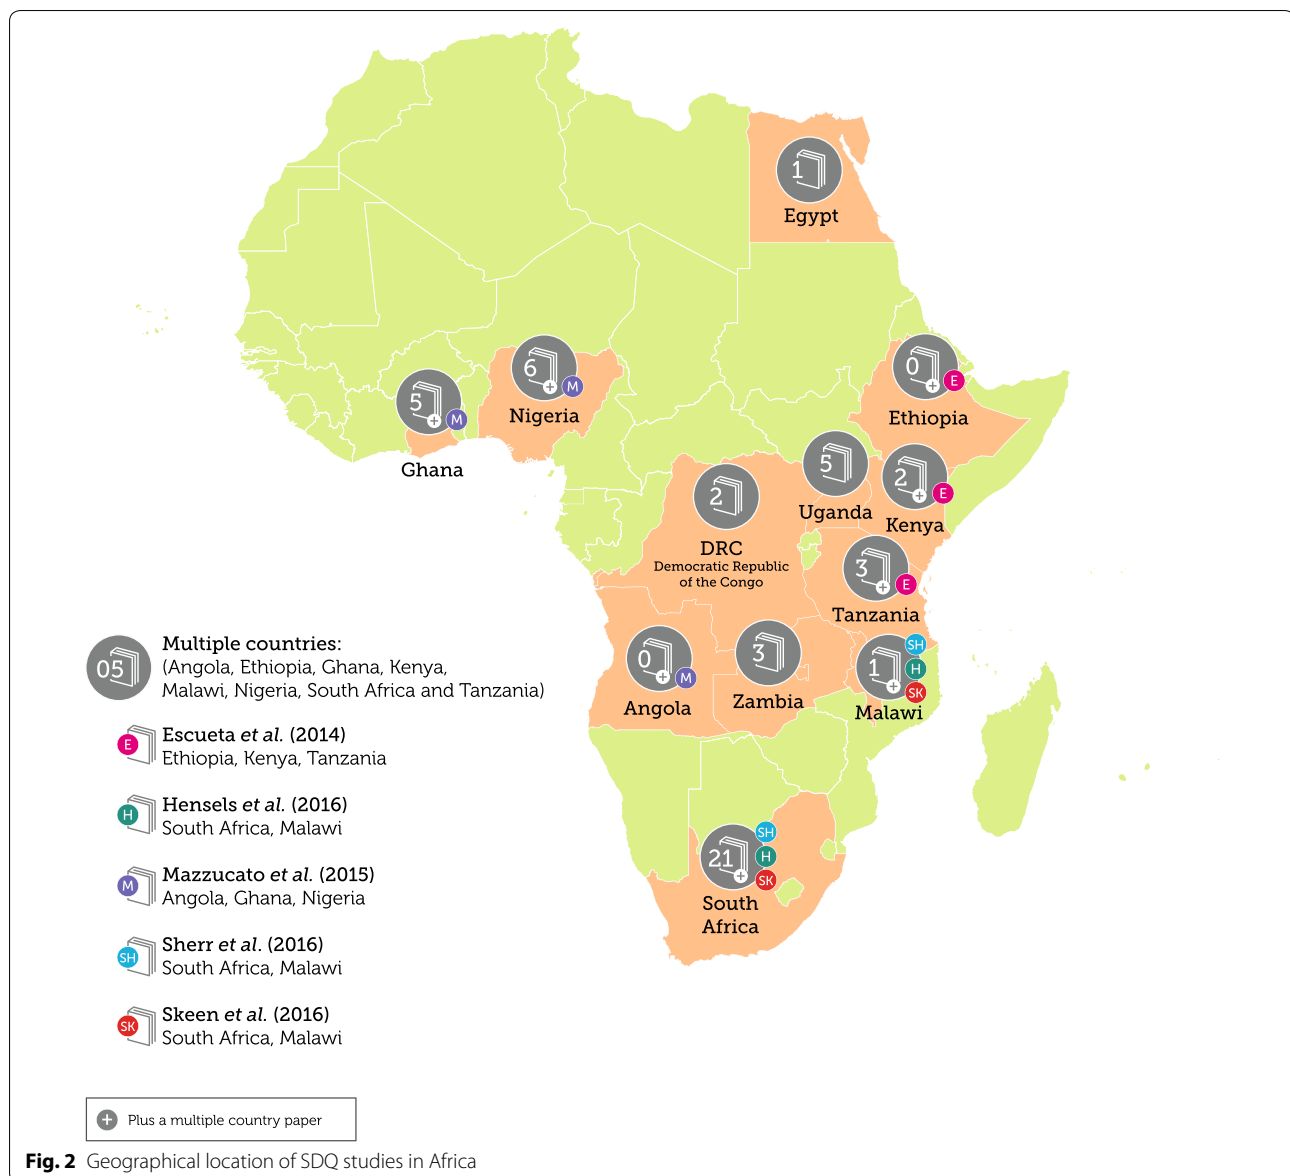 1
Egypt
6
+
M
Nigeria
5
+
M
Ghana
0
+
E
Ethiopia
5
Uganda
2
+
E
Kenya
2
DRC
Democratic Republic
of the Congo
3
+
E
Tanzania
0
+
M
Angola
3
Zambia
1
+
SH
H
SK
Malawi
21
+
SH
H
SK
South
Africa
05
Multiple countries:
(Angola, Ethiopia, Ghana, Kenya,
Malawi, Nigeria, South Africa and Tanzania)
E
Escueta et al. (2014)
Ethiopia, Kenya, Tanzania
H
Hensels et al. (2016)
South Africa, Malawi
M
Mazzucato et al. (2015)
Angola, Ghana, Nigeria
SH
Sherr et al. (2016)
South Africa, Malawi
SK
Skeen et al. (2016)
South Africa, Malawi
+ Plus a multiple country paper
Fig. 2 Geographical location of SDQ studies in Africa